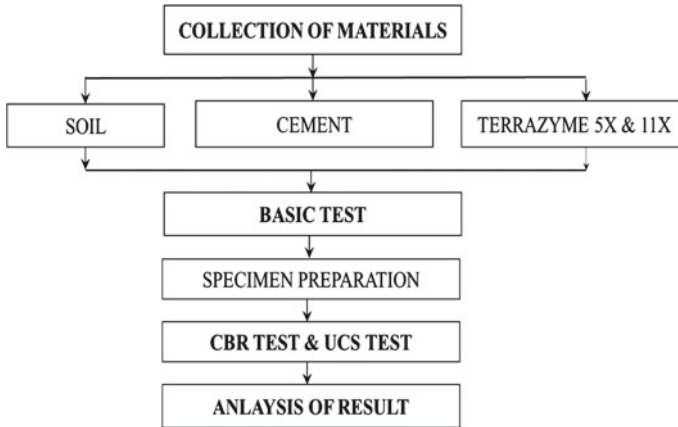 COLLECTION OF MATERIALS
SOIL
CEMENT
TERRAZYME 5X & 11X
BASIC TEST
SPECIMEN PREPARATION
CBR TEST & UCS TEST
ANLAYSIS OF RESULT